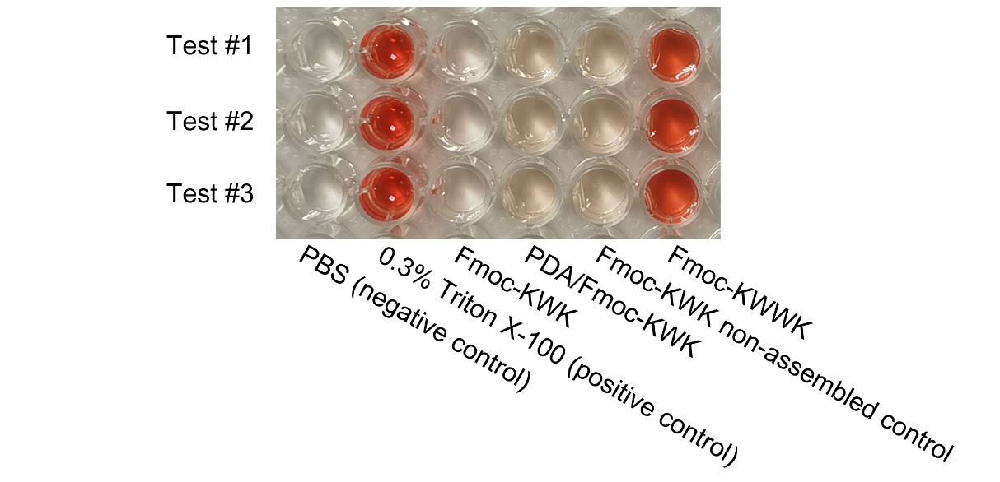 Test #1
Test #2
Test #3
PBS (negative control)
0.3% Triton X-100 (positive control)
Fmoc-KWK
PDA/Fmoc-KWK
Fmoc-KWK non-assembled control
Fmoc-KWWK